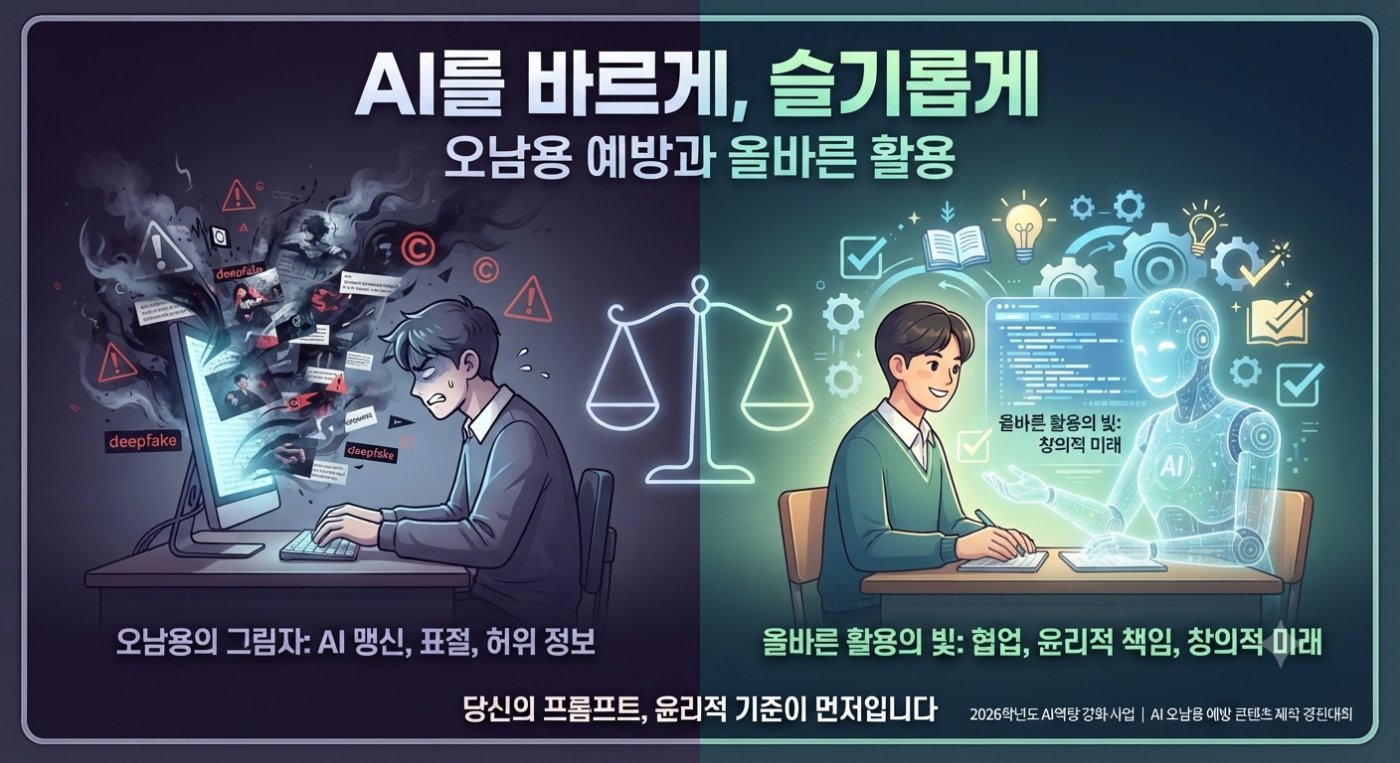 AI를 바르게, 슬기롭게
오남용 예방과 올바른 활용
deepfake
deepfske
©
©
올바른 활용의 빛:
창의적 미래
AI
오남용의 그림자: AI 맹신, 표절, 허위 정보
올바른 활용의 빛: 협업, 윤리적 책임, 창의적 미래
당신의 프롬프트, 윤리적 기준이 먼저입니다
2026학년도 AI역량 강화 사업 | AI 오남용 예방 콘텐츠 제작 경진대회